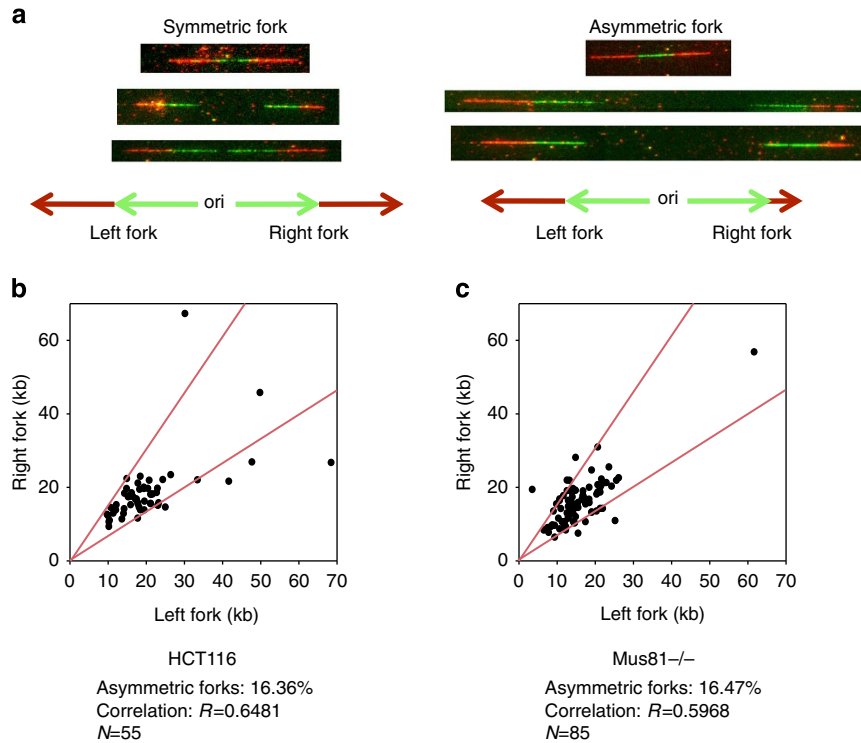 a
Symmetric fork
Asymmetric fork
ori
Left fork
Right fork
ori
Left fork
Right fork
b
Right fork (kb)
60
40
20
0
0 10 20 30 40 50 60 70
Left fork (kb)
HCT116
Asymmetric forks: 16.36%
Correlation: R=0.6481
N=55
c
Right fork (kb)
60
40
20
0
0 10 20 30 40 50 60 70
Left fork (kb)
Mus81–/–
Asymmetric forks: 16.47%
Correlation: R=0.5968
N=85